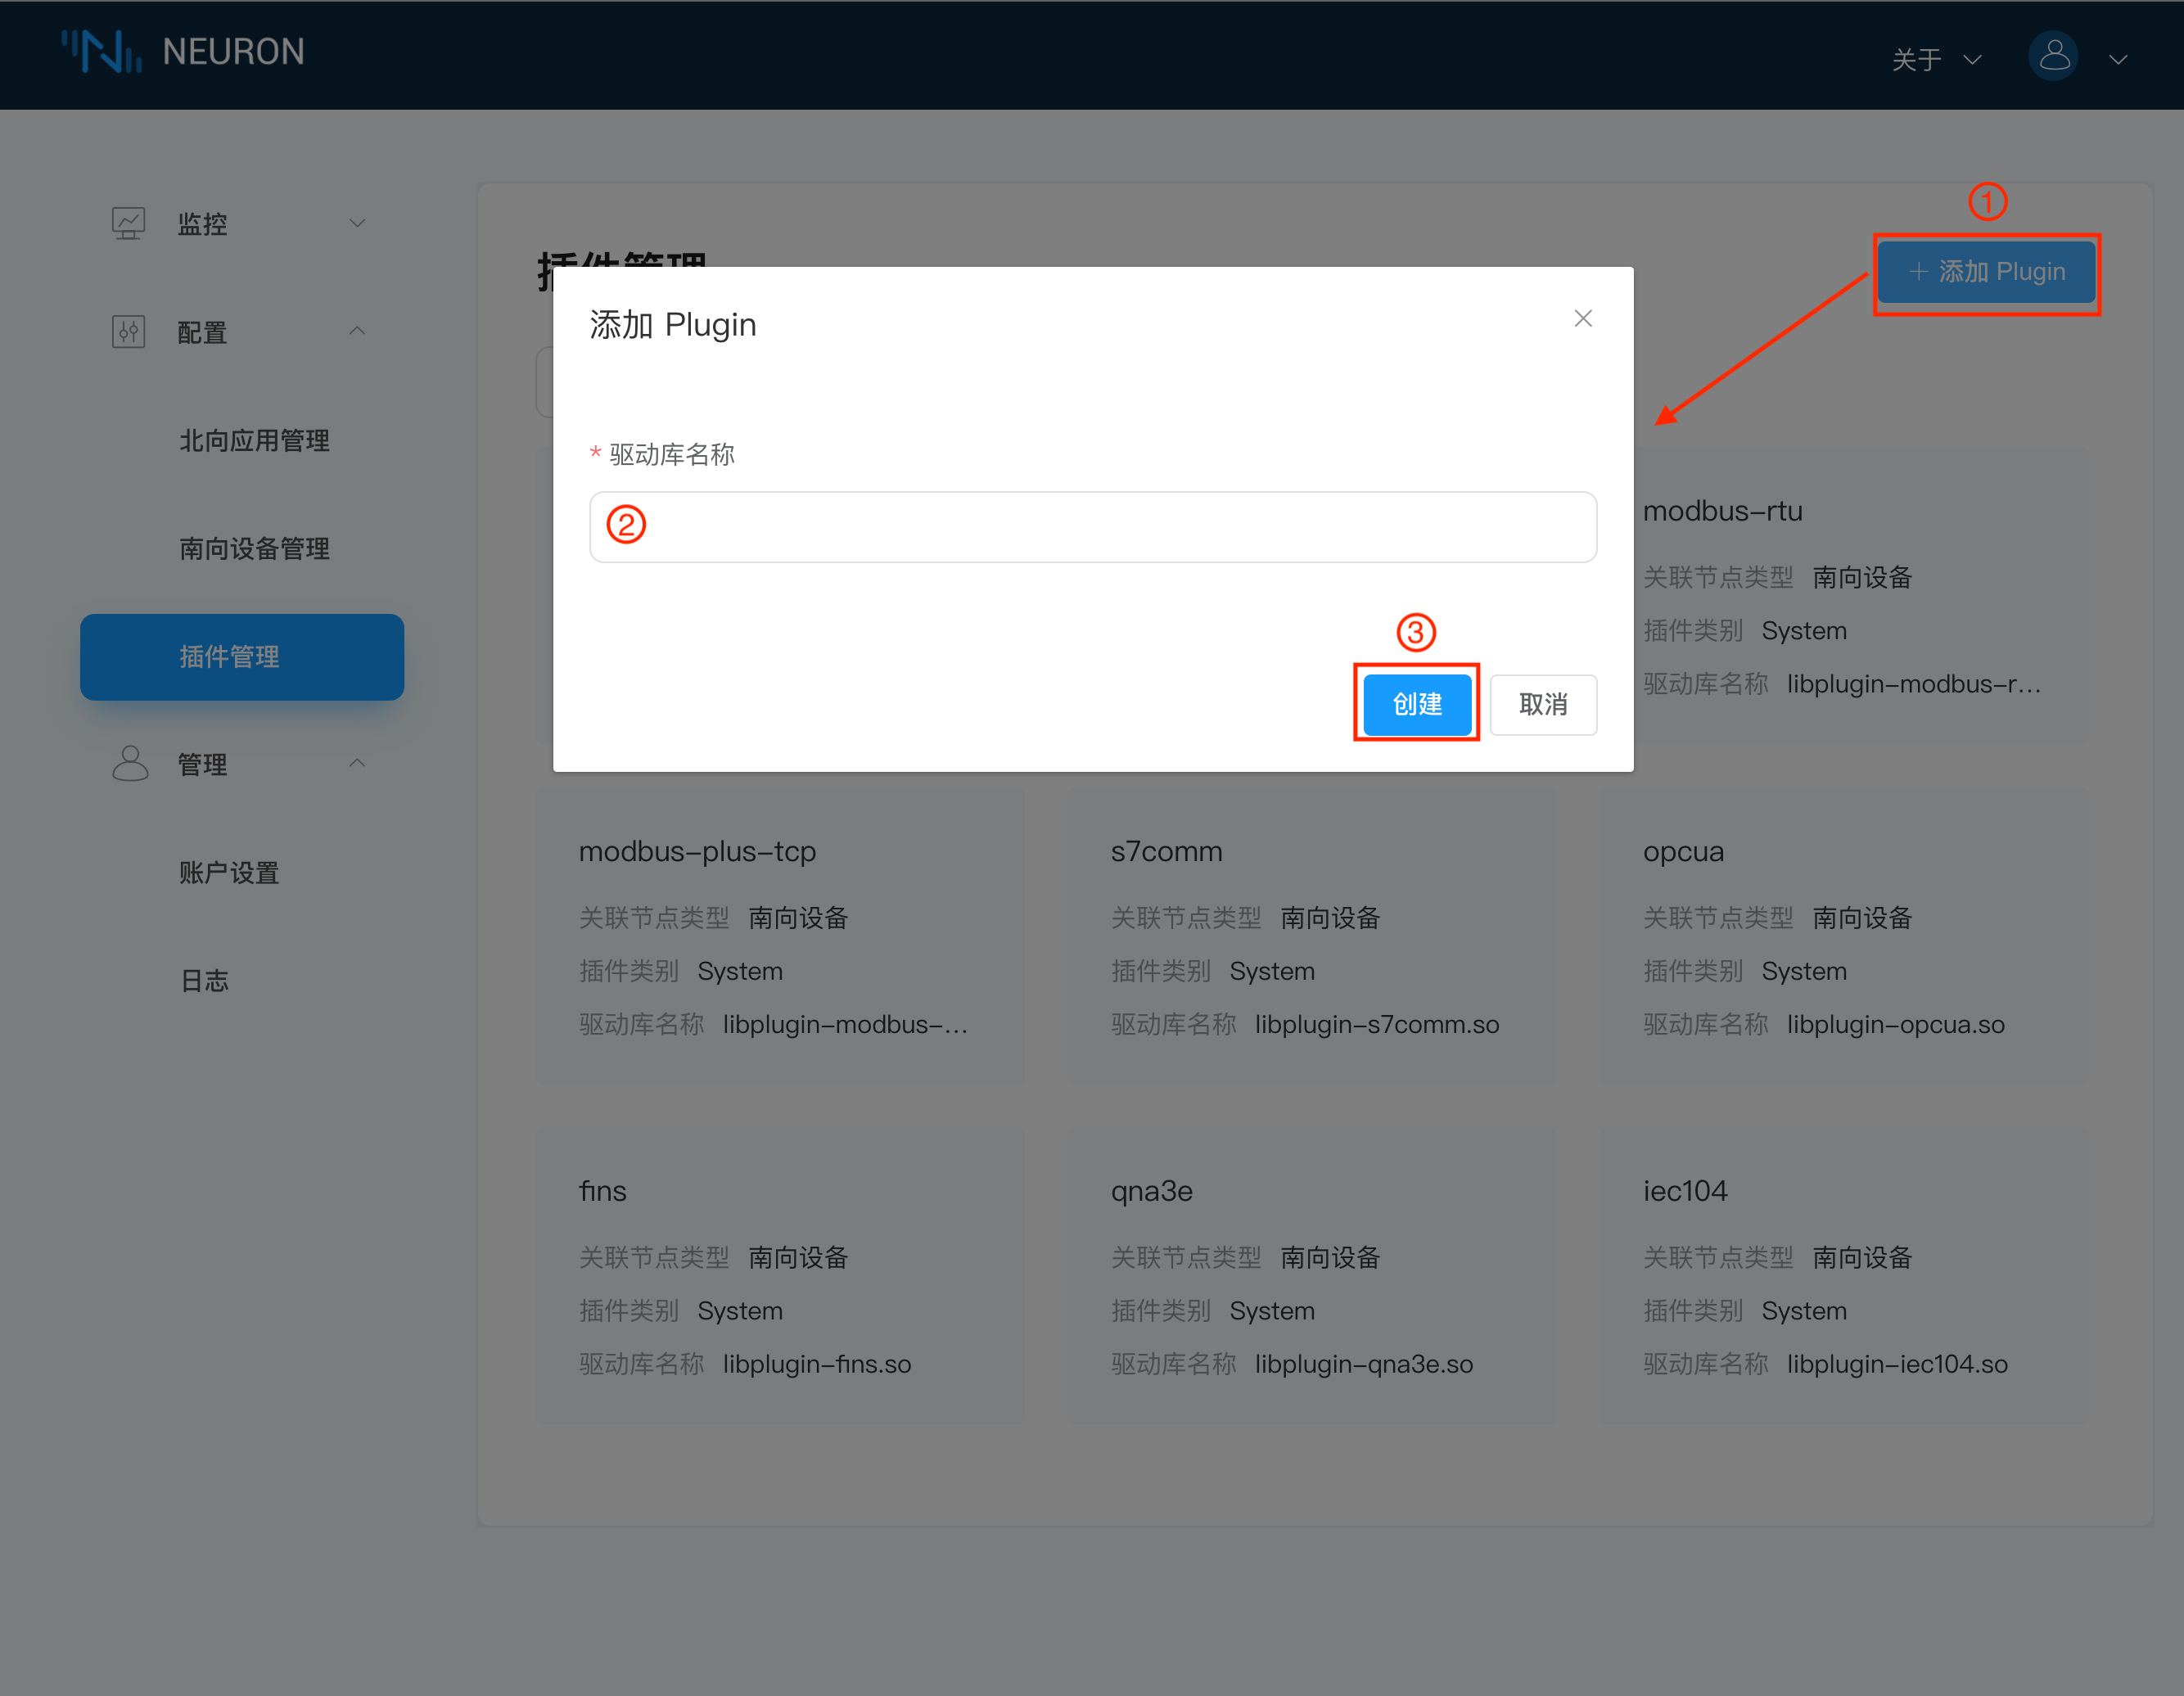 NEURON
关于
监控
配置
北向应用管理
南向设备管理
插件管理
管理
账户设置
日志
插件管理
①
添加 Plugin
添加 Plugin
* 驱动库名称
②
③
创建
取消
modbus-rtu
关联节点类型 南向设备
插件类别 System
驱动库名称 libplugin-modbus-r...
modbus-plus-tcp
关联节点类型 南向设备
插件类别 System
驱动库名称 libplugin-modbus-...
s7comm
关联节点类型 南向设备
插件类别 System
驱动库名称 libplugin-s7comm.so
opcua
关联节点类型 南向设备
插件类别 System
驱动库名称 libplugin-opcua.so
fins
关联节点类型 南向设备
插件类别 System
驱动库名称 libplugin-fins.so
qna3e
关联节点类型 南向设备
插件类别 System
驱动库名称 libplugin-qna3e.so
iec104
关联节点类型 南向设备
插件类别 System
驱动库名称 libplugin-iec104.so